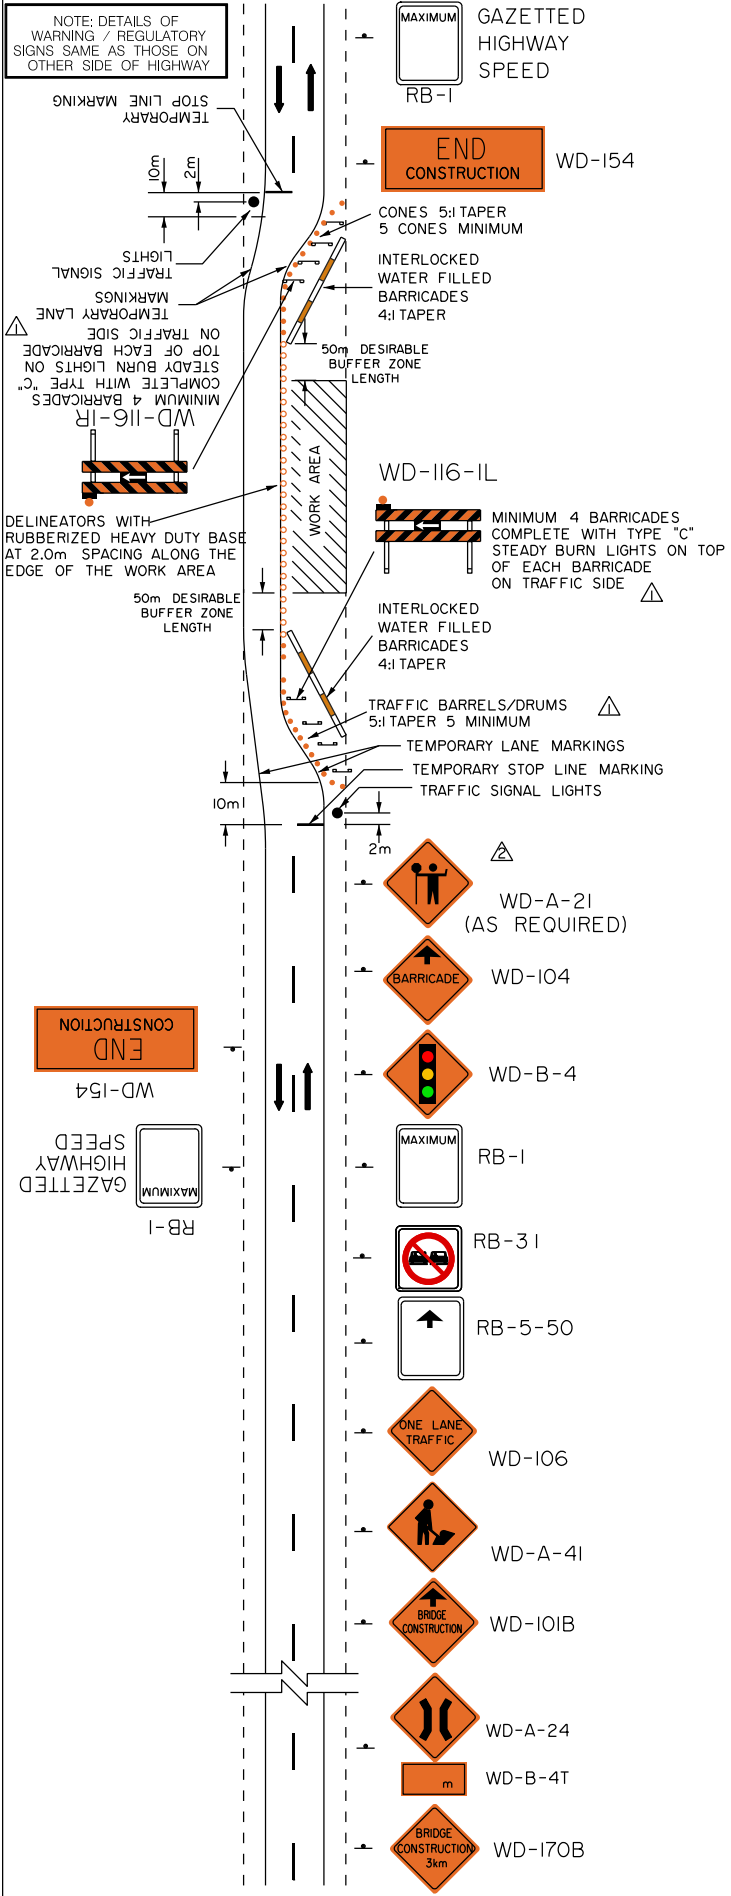 NOTE: DETAILS OF
WARNING / REGULATORY
SIGNS SAME AS THOSE ON
OTHER SIDE OF HIGHWAY
MAXIMUM
GAZETTED
HIGHWAY
SPEED
RB-1
TEMPORARY
STOP LINE MARKING
END
CONSTRUCTION
WD-154
10m
2m
CONES 5:1 TAPER
5 CONES MINIMUM
TRAFFIC SIGNAL
LIGHTS
INTERLOCKED
WATER FILLED
BARRICADES
4:1 TAPER
TEMPORARY LANE
MARKINGS
1
MINIMUM 4 BARRICADES
COMPLETE WITH TYPE "C"
STEADY BURN LIGHTS ON
TOP OF EACH BARRICADE
ON TRAFFIC SIDE
50m DESIRABLE
BUFFER ZONE
LENGTH
WD-116-1R
WORK AREA
WD-116-1L
DELINEATORS WITH
RUBBERIZED HEAVY DUTY BASE
AT 2.0m SPACING ALONG THE
EDGE OF THE WORK AREA
MINIMUM 4 BARRICADES
COMPLETE WITH TYPE "C"
STEADY BURN LIGHTS ON TOP
OF EACH BARRICADE
ON TRAFFIC SIDE
1
50m DESIRABLE
BUFFER ZONE
LENGTH
INTERLOCKED
WATER FILLED
BARRICADES
4:1 TAPER
TRAFFIC BARRELS/DRUMS
5:1 TAPER 5 MINIMUM
1
TEMPORARY LANE MARKINGS
TEMPORARY STOP LINE MARKING
TRAFFIC SIGNAL LIGHTS
10m
2m
2
WD-A-21
(AS REQUIRED)
BARRICADE
WD-104
END
CONSTRUCTION
WD-154
WD-B-4
GAZETTED
HIGHWAY
SPEED
MAXIMUM
RB-1
MAXIMUM
RB-1
RB-31
RB-5-50
ONE LANE
TRAFFIC
WD-106
WD-A-41
BRIDGE
CONSTRUCTION
WD-101B
WD-A-24
m
WD-B-4T
BRIDGE
CONSTRUCTION
3km
WD-170B